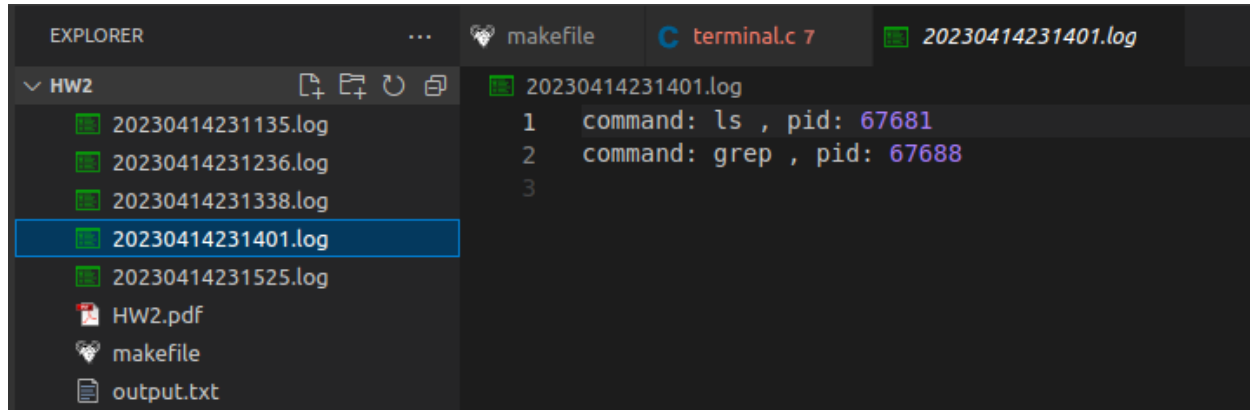 EXPLORER
HW2
20230414231135.log
20230414231236.log
20230414231338.log
20230414231401.log
20230414231525.log
HW2.pdf
makefile
output.txt
makefile C terminal.c 7 20230414231401.log
20230414231401.log
1 command: ls , pid: 67681
2 command: grep , pid: 67688
3